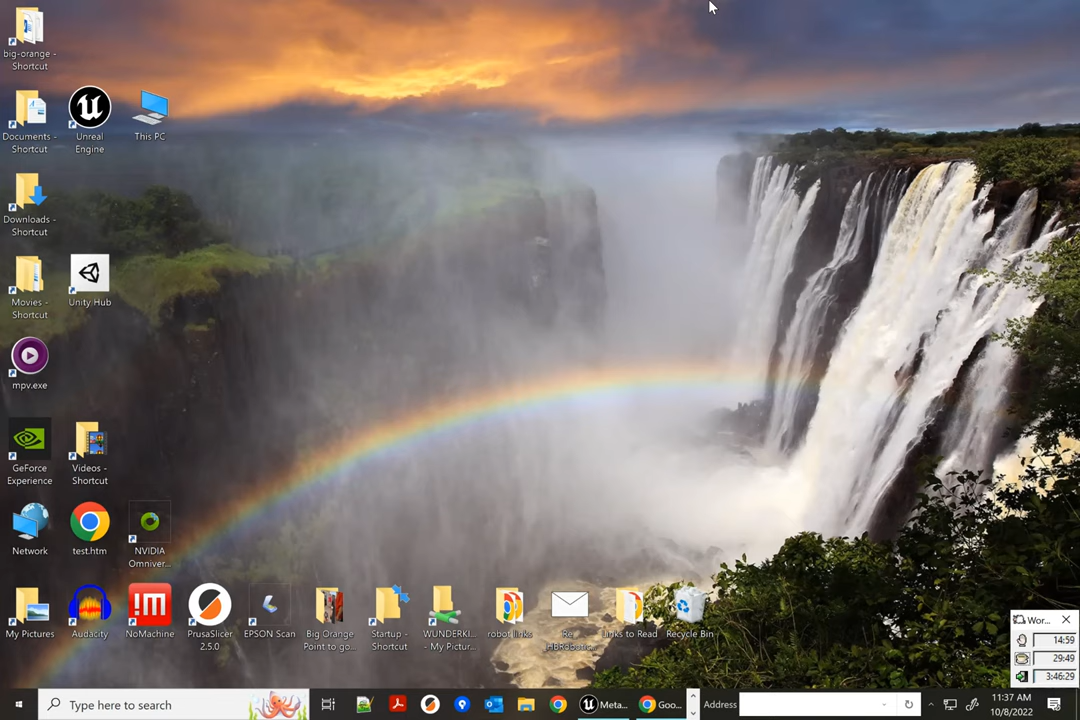 big-orange -
Shortcut
Documents -
Shortcut
Unreal
Engine
This PC
Downloads -
Shortcut
Movies -
Shortcut
Unity Hub
mpv.exe
GeForce
Experience
Videos -
Shortcut
Network
test.htm
NVIDIA
Omniver...
My Pictures
Audacity
!M
NoMachine
PrusaSlicer
2.5.0
EPSON Scan
Big Orange
Point to go...
Startup -
Shortcut
WUNDERKI...
- My Pictur...
robot links
Re_
Links to Read
Recycle Bin
Wor...
14:59
29:49
3:46:29
Type here to search
Meta...
Goo...
Address
11:37 AM
10/8/2022